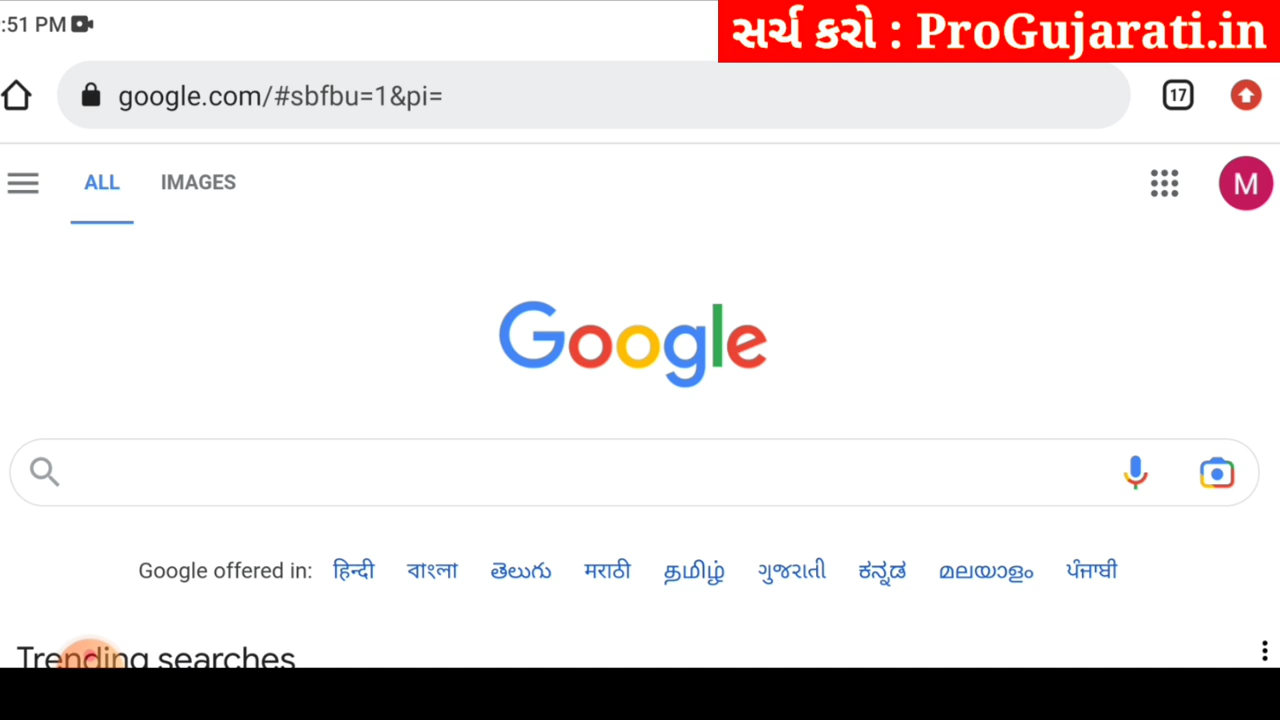 :51 PM
સર્ચ કરો : ProGujarati.in
google.com/#sbfbu=1&pi=
17
ALL IMAGES
M
Google
Google offered in: हिन्दी বাংলা తెలుగు मराठी தமிழ் ગુજરાતી ಕನ್ನಡ മലയാളം ਪੰਜਾਬੀ
Trending searches